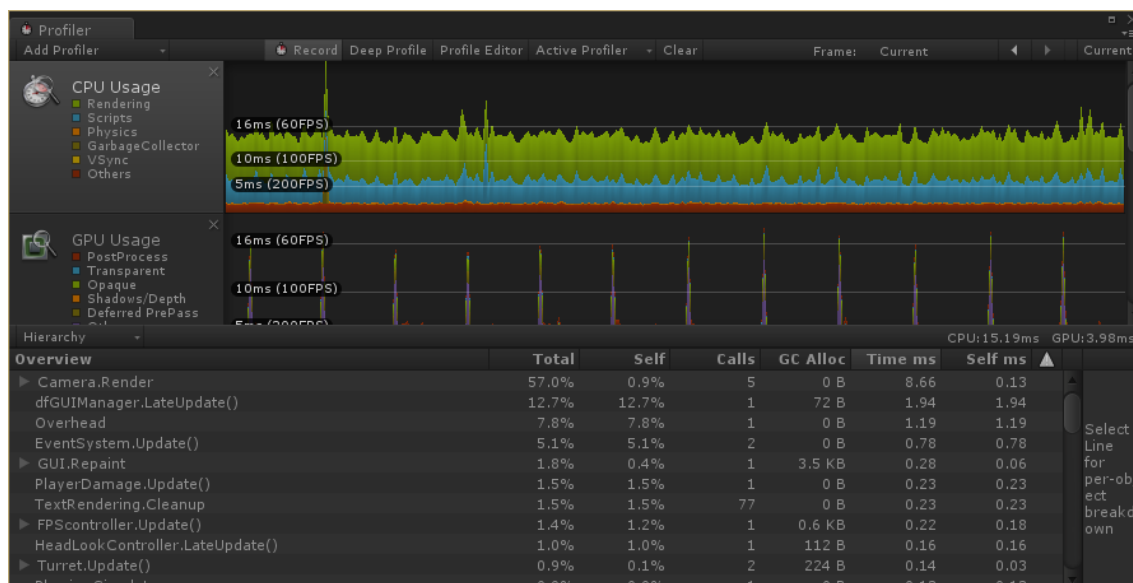 Profiler
Add Profiler Record Deep Profile Profile Editor Active Profiler Clear Frame: Current Current
CPU Usage
Rendering
Scripts
Physics
GarbageCollector
VSync
Others
16ms (60FPS)
10ms (100FPS)
5ms (200FPS)
GPU Usage
PostProcess
Transparent
Opaque
Shadows/Depth
Deferred PrePass
16ms (60FPS)
10ms (100FPS)
5ms (200FPS)
Hierarchy CPU:15.19ms GPU:3.98ms
Overview Total Self Calls GC Alloc Time ms Self ms
Camera.Render 57.0% 0.9% 5 0 B 8.66 0.13
dfGUIManager.LateUpdate() 12.7% 12.7% 1 72 B 1.94 1.94
Overhead 7.8% 7.8% 1 0 B 1.19 1.19
EventSystem.Update() 5.1% 5.1% 2 0 B 0.78 0.78
GUI.Repaint 1.8% 0.4% 1 3.5 KB 0.28 0.06
PlayerDamage.Update() 1.5% 1.5% 1 0 B 0.23 0.23
TextRendering.Cleanup 1.5% 1.5% 77 0 B 0.23 0.23
FPScontroller.Update() 1.4% 1.2% 1 0.6 KB 0.22 0.18
HeadLookController.LateUpdate() 1.0% 1.0% 1 112 B 0.16 0.16
Turret.Update() 0.9% 0.1% 2 224 B 0.14 0.03
Select
Line
for
per-ob
ect
breakd
own